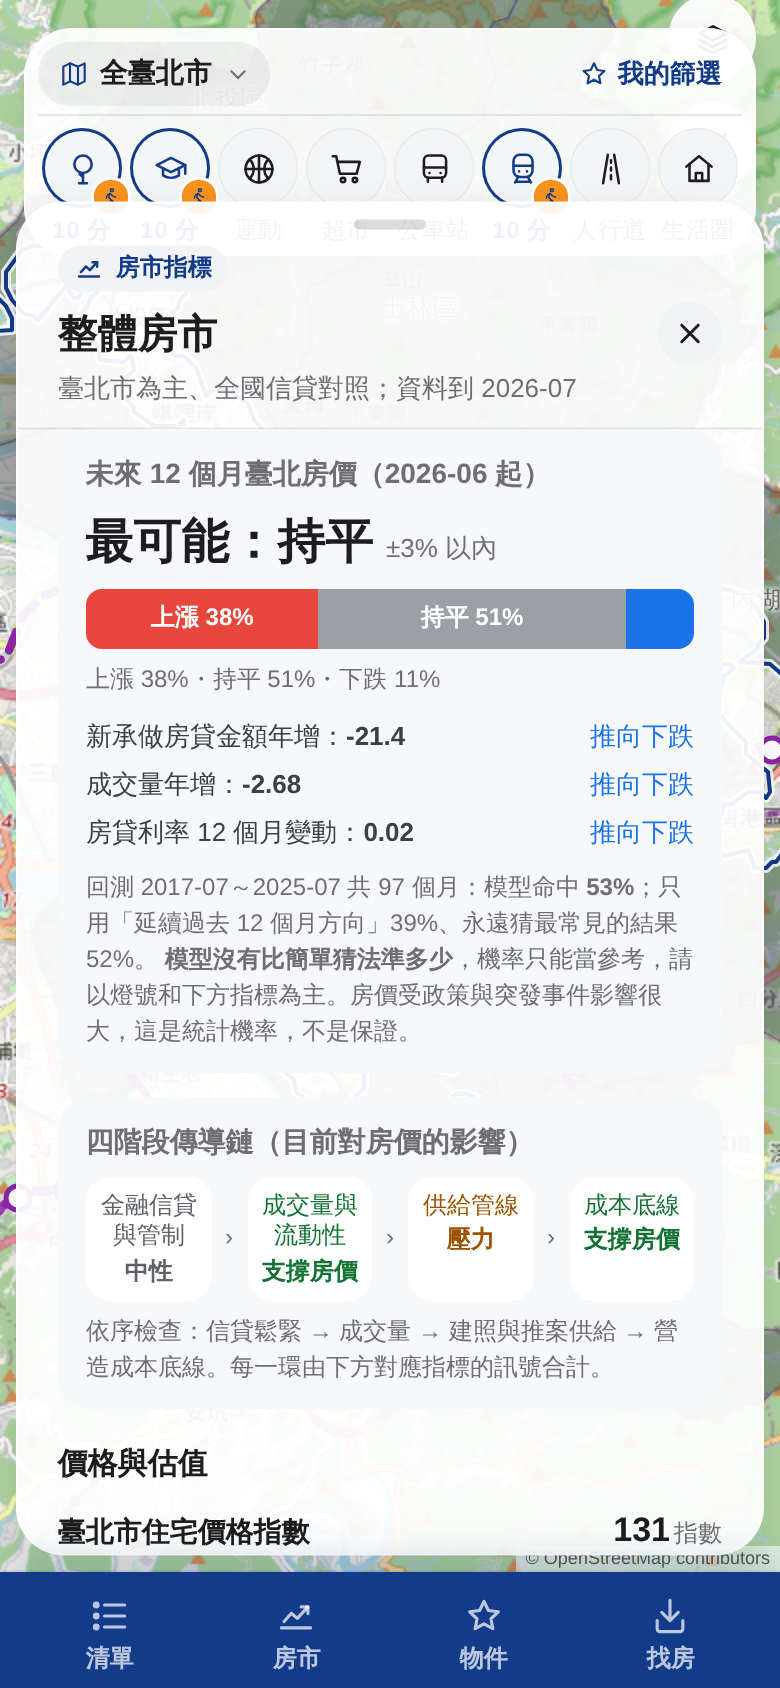 全臺北市
我的篩選
10 分
10 分
運動
超市
公車站
10 分
人行道
生活圈
房市指標
士林區
整體房市
臺北市為主、全國信貸對照；資料到 2026-07
未來 12 個月臺北房價（2026-06 起）
最可能：持平 ±3% 以內
上漲 38%
持平 51%
上漲 38%・持平 51%・下跌 11%
新承做房貸金額年增：-21.4 推向下跌
成交量年增：-2.68 推向下跌
房貸利率 12 個月變動：0.02 推向下跌
回測 2017-07～2025-07 共 97 個月：模型命中 53%；只
用「延續過去 12 個月方向」39%、永遠猜最常見的結果
52%。 模型沒有比簡單猜法準多少，機率只能當參考，請
以燈號和下方指標為主。房價受政策與突發事件影響很
大，這是統計機率，不是保證。
四階段傳導鏈（目前對房價的影響）
金融信貸
與管制
中性
›
成交量與
流動性
支撐房價
›
供給管線
壓力
›
成本底線
支撐房價
依序檢查：信貸鬆緊 → 成交量 → 建照與推案供給 → 營
造成本底線。每一環由下方對應指標的訊號合計。
價格與估值
臺北市住宅價格指數
131 指數
© OpenStreetMap contributors
清單
房市
物件
找房